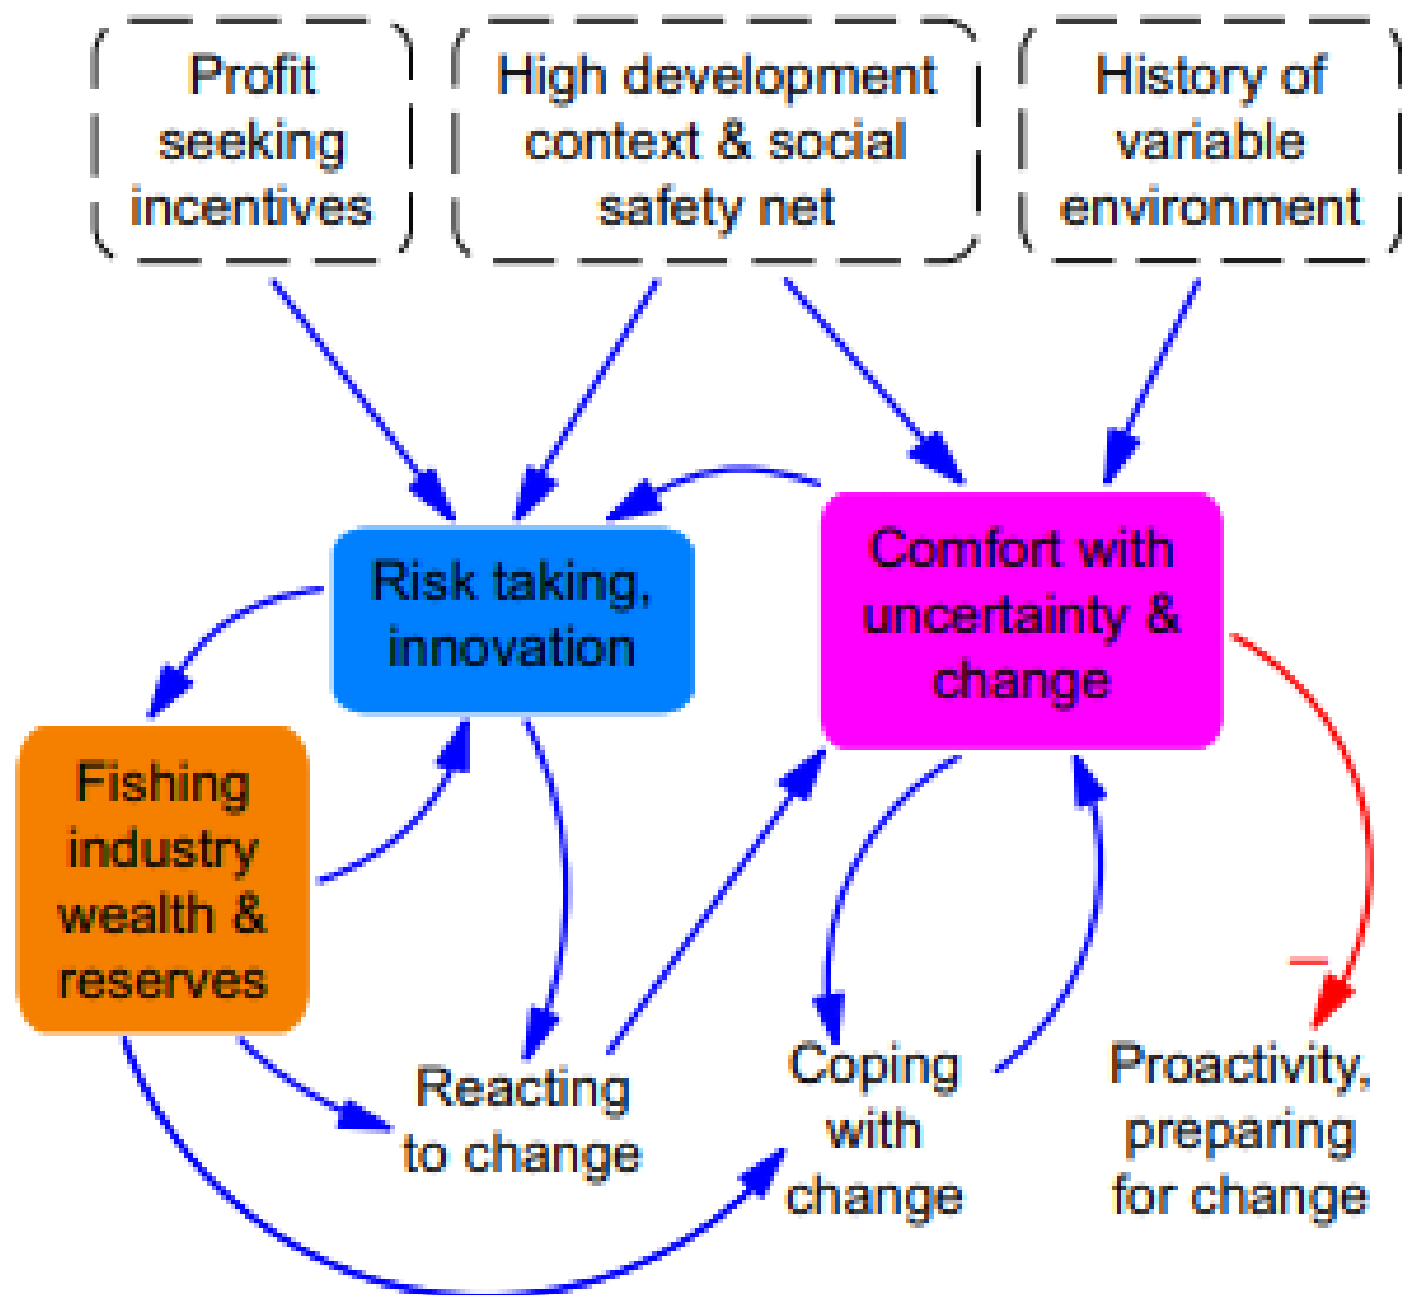 Profit
seeking
incentives
High development
context & social
safety net
History of
variable
environment
Risk taking,
innovation
Comfort with
uncertainty &
change
Fishing
industry
wealth &
reserves
Reacting
to change
Coping
with
change
Proactivity,
preparing
for change